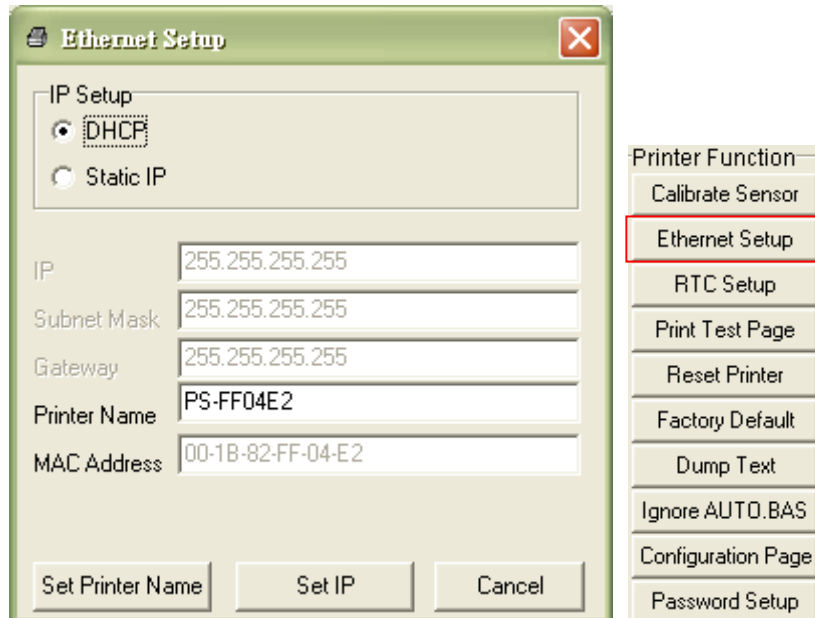 Ethernet Setup
IP Setup
DHCP
Static IP
IP 255.255.255.255
Subnet Mask 255.255.255.255
Gateway 255.255.255.255
Printer Name PS-FF04E2
MAC Address 00-1B-82-FF-04-E2
Set Printer Name Set IP Cancel
Printer Function
Calibrate Sensor
Ethernet Setup
RTC Setup
Print Test Page
Reset Printer
Factory Default
Dump Text
Ignore AUTO.BAS
Configuration Page
Password Setup